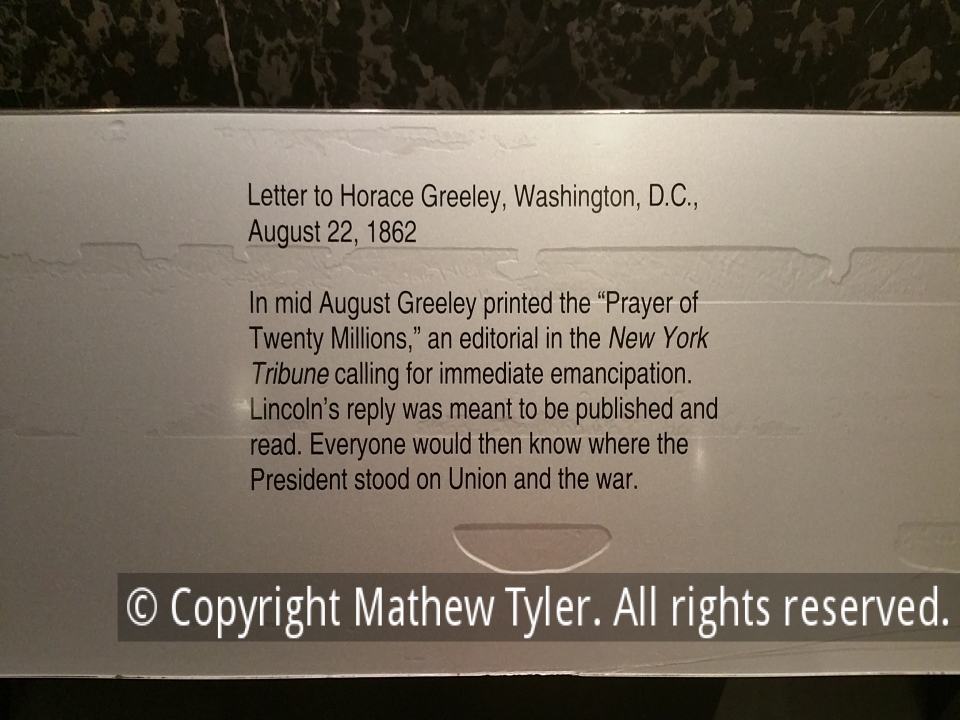 Letter to Horace Greeley, Washington, D.C.,
August 22, 1862
In mid August Greeley printed the “Prayer of
Twenty Millions,” an editorial in the New York
Tribune calling for immediate emancipation.
Lincoln’s reply was meant to be published and
read. Everyone would then know where the
President stood on Union and the war.
© Copyright Mathew Tyler. All rights reserved.